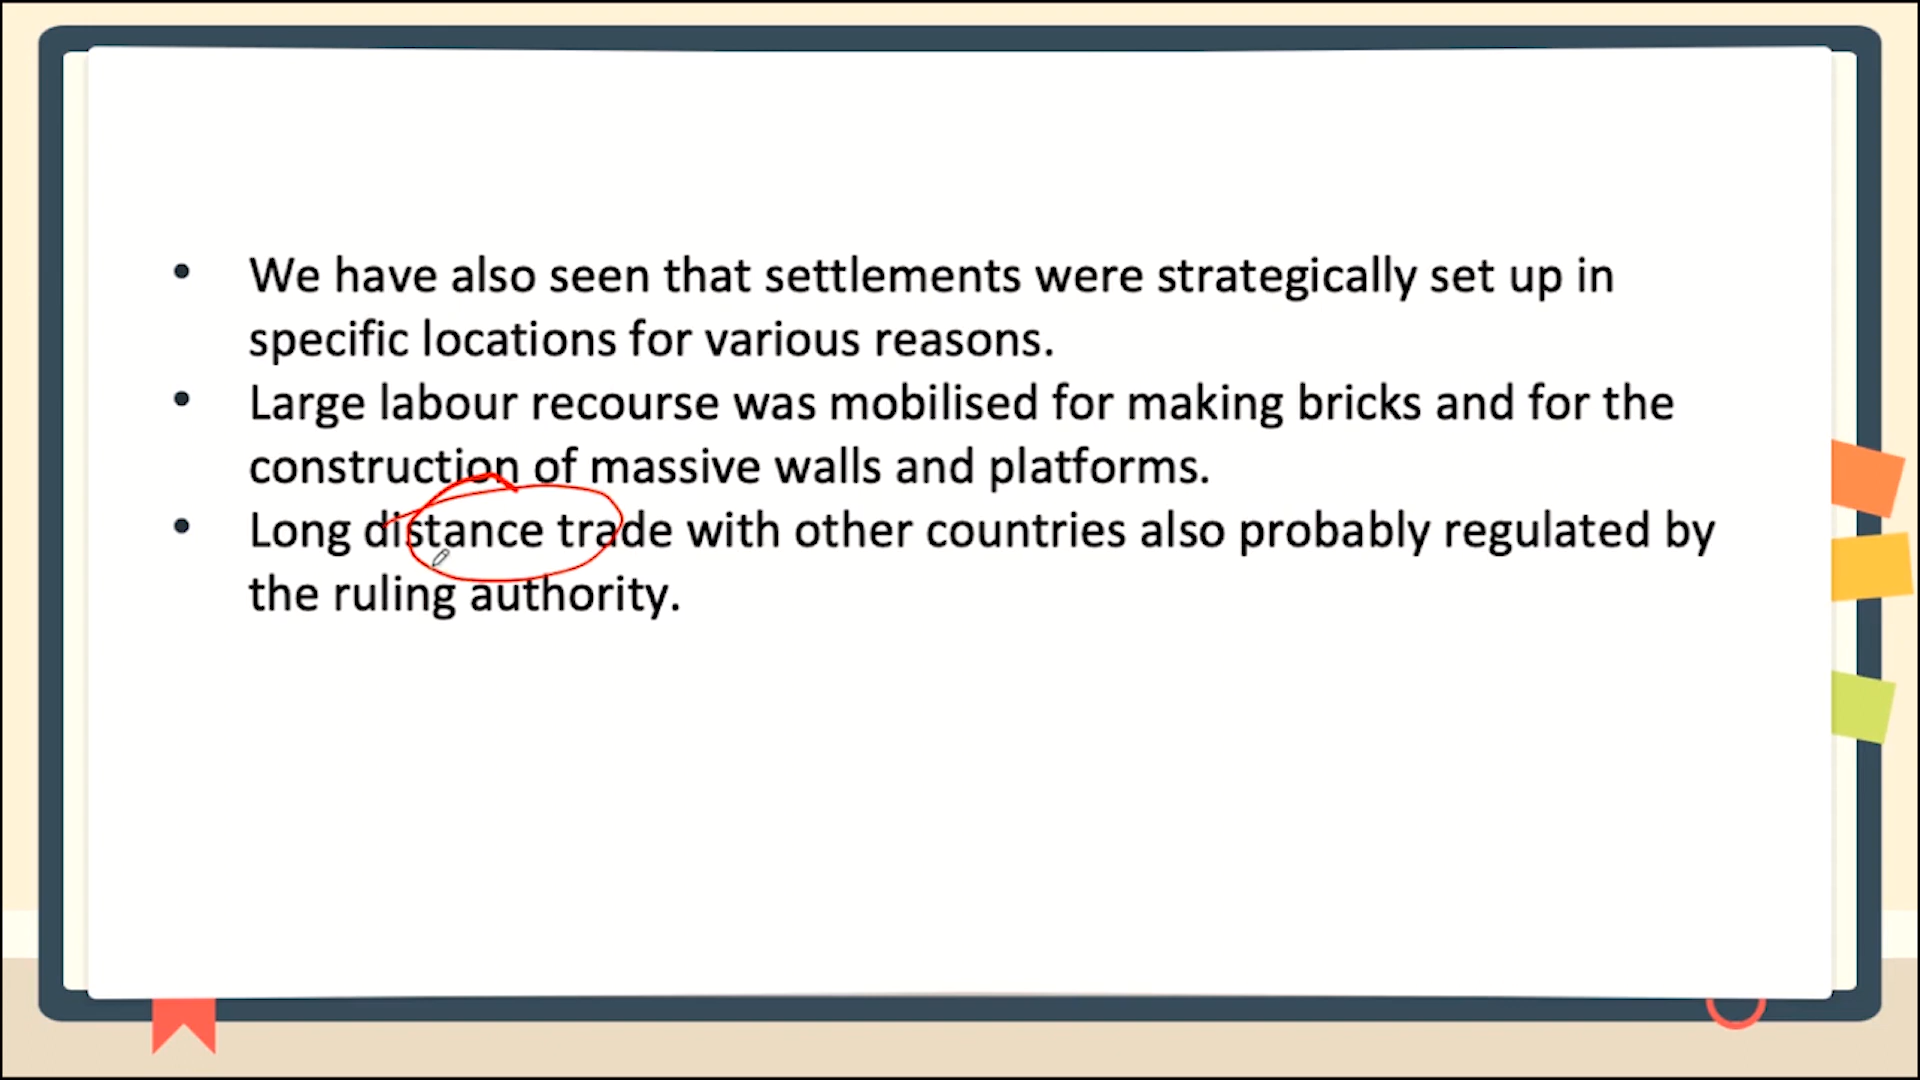 • We have also seen that settlements were strategically set up in
specific locations for various reasons.
• Large labour recourse was mobilised for making bricks and for the
construction of massive walls and platforms.
• Long distance trade with other countries also probably regulated by
the ruling authority.